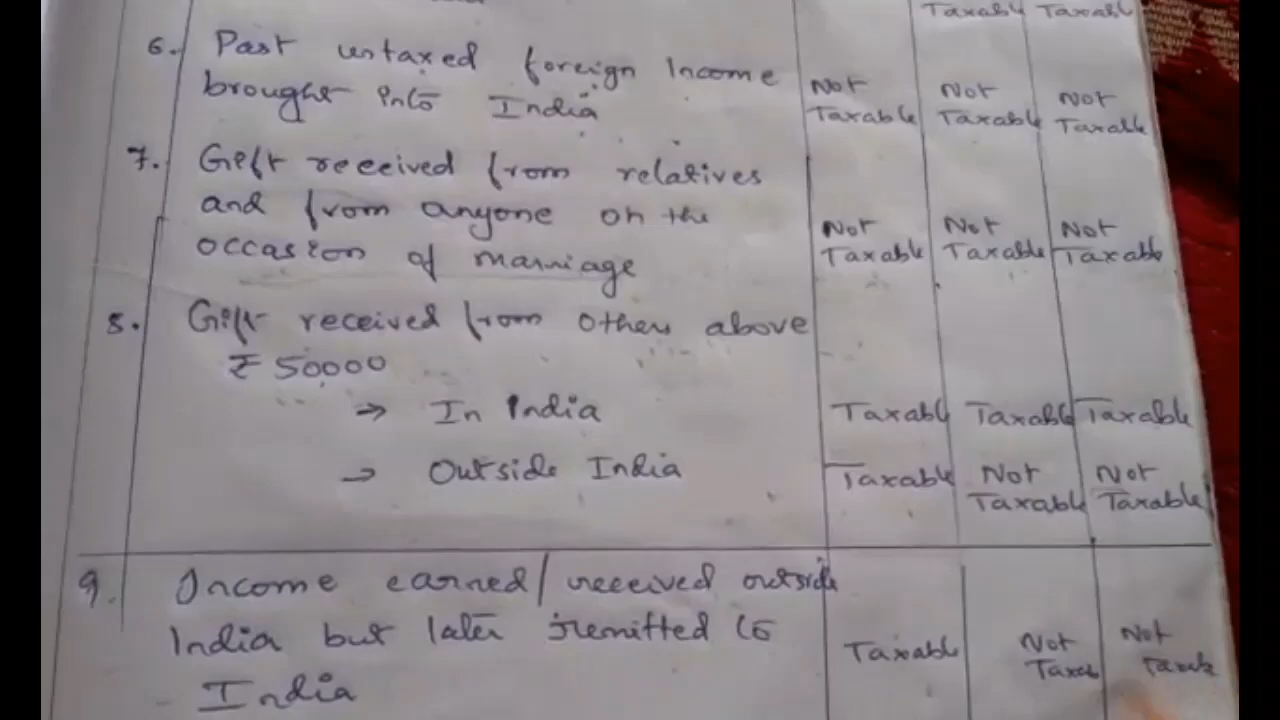 Taxable Taxable
6. Past untaxed foreign Income
brought into India
Not Taxable Not Taxable Not Taxable
7. Gift received from relatives
and from anyone on the
occasion of marriage
Not Taxable Not Taxable Not Taxable
8. Gift received from others above
₹ 50000
→ In India Taxable Taxable Taxable
→ Outside India Taxable Not Taxable Not Taxable
9. Income earned/received outside
India but later remitted to
India
Taxable Not Taxab Not Taxable